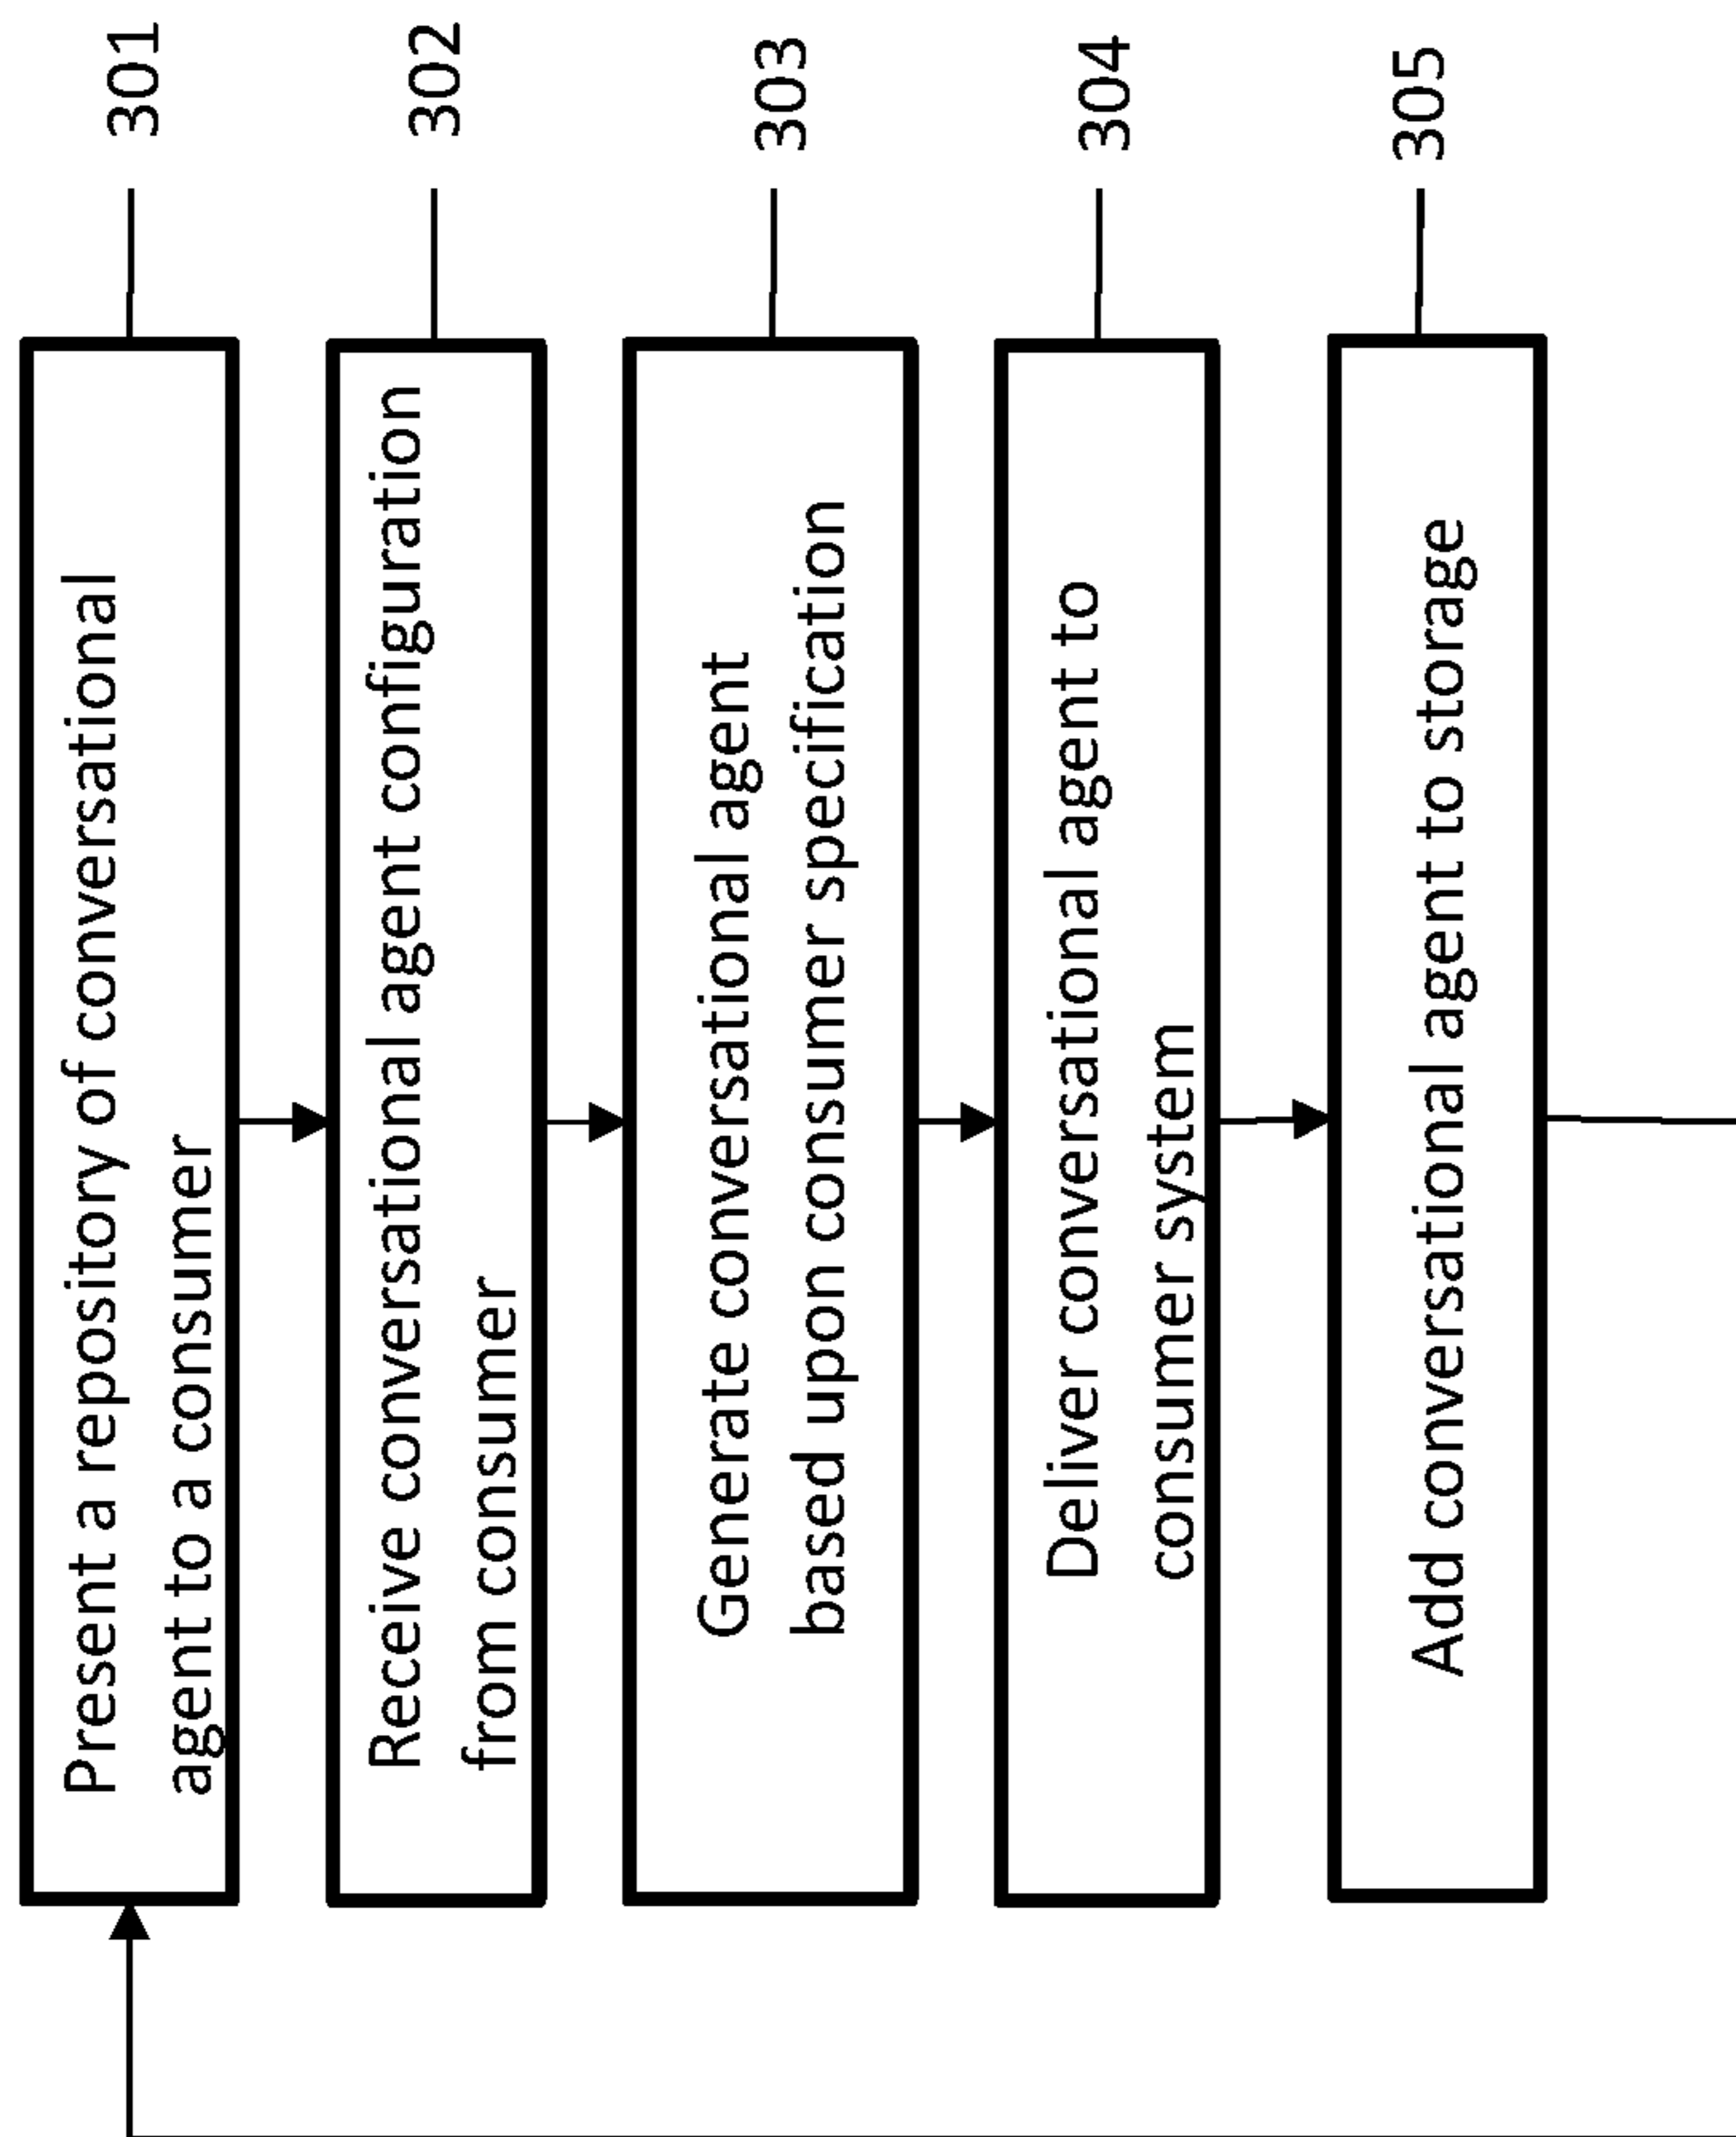 Present a repository of conversational
agent to a consumer
301
Receive conversational agent configuration
from consumer
302
Generate conversational agent
based upon consumer specification
303
Deliver conversational agent to
consumer system
304
Add conversational agent to storage
305